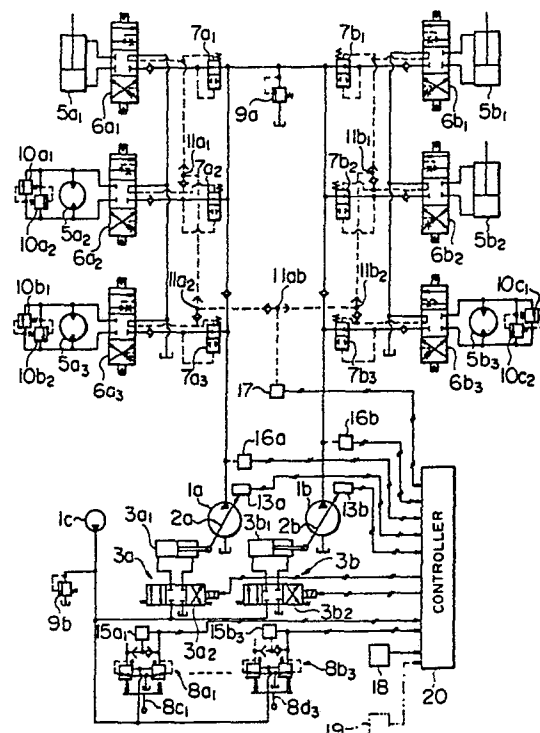 7a1 7b1
9a
5a1 6a1 6b1 5b1
10a1 11a1 11b1
7a2 7b2
10a2 5a2 6a2 6b2 5b2
10b1 11a2 11ab 11b2 10c1
10b2 5a3 6a3 7a3 7b3 6b3 5b3 10c2
17
16b
16a
1a 1b
1c 3a1 2a 13a 3b1 2b 13b
3a 3b
9b 3a2 3b2
15a1 15b3
8a1 8b3
18
8c1 8d3
19
CONTROLLER
20